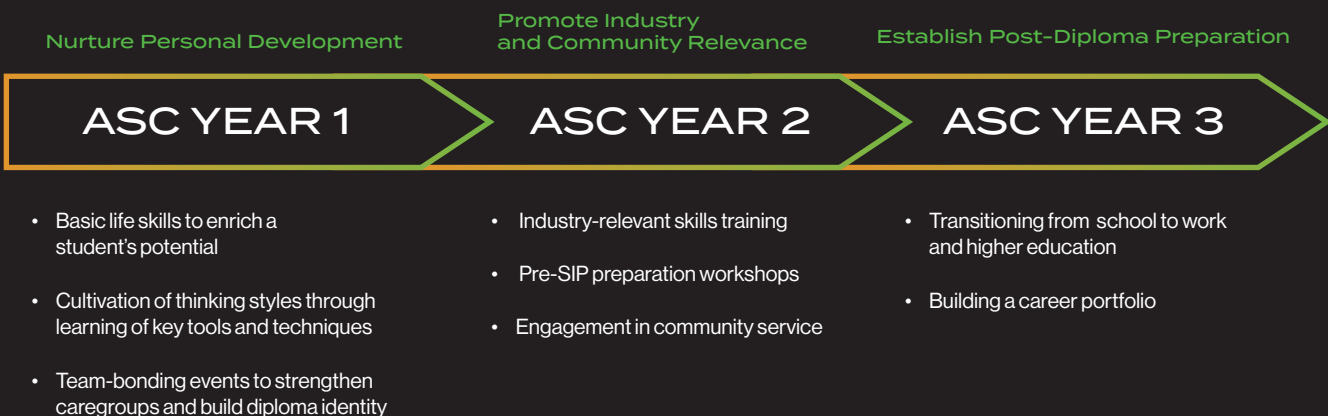 Nurture Personal Development
Promote Industry
and Community Relevance
Establish Post-Diploma Preparation
ASC YEAR 1
ASC YEAR 2
ASC YEAR 3
• Basic life skills to enrich a
student's potential
• Cultivation of thinking styles through
learning of key tools and techniques
• Team-bonding events to strengthen
caregroups and build diploma identity
• Industry-relevant skills training
• Pre-SIP preparation workshops
• Engagement in community service
• Transitioning from school to work
and higher education
• Building a career portfolio